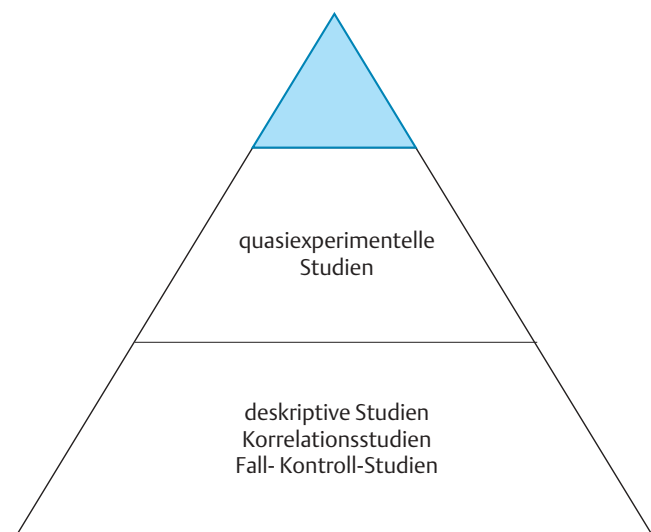 quasiexperimentelle
Studien
deskriptive Studien
Korrelationsstudien
Fall- Kontroll-Studien